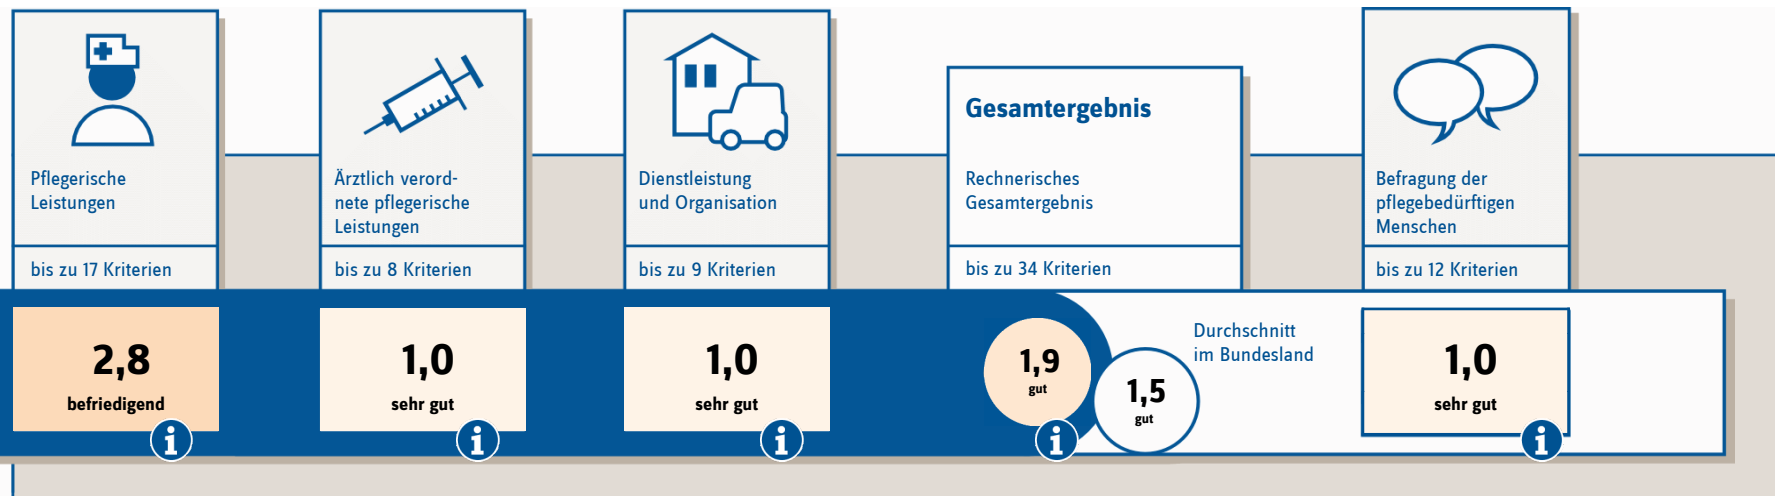 Pflegerische
Leistungen
bis zu 17 Kriterien
2,8
befriedigend
i
Ärztlich verord-
nete pflegerische
Leistungen
bis zu 8 Kriterien
1,0
sehr gut
i
Dienstleistung
und Organisation
bis zu 9 Kriterien
1,0
sehr gut
i
Gesamtergebnis
Rechnerisches
Gesamtergebnis
bis zu 34 Kriterien
1,9
gut
i
1,5
gut
Durchschnitt
im Bundesland
Befragung der
pflegebedürftigen
Menschen
bis zu 12 Kriterien
1,0
sehr gut
i